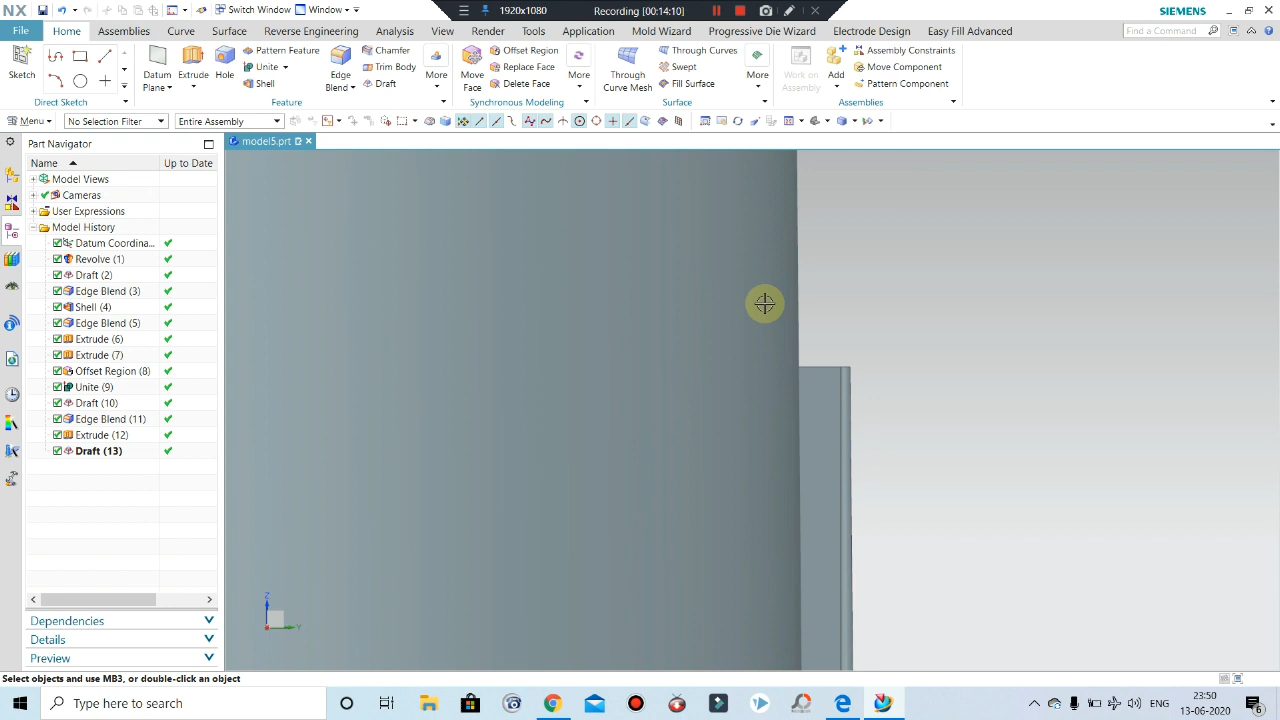 NX
Switch Window
Window
1920x1080
Recording [00:14:10]
SIEMENS
File
Home
Assemblies
Curve
Surface
Reverse Engineering
Analysis
View
Render
Tools
Application
Mold Wizard
Progressive Die Wizard
Electrode Design
Easy Fill Advanced
Find a Command
Sketch
Direct Sketch
Datum Plane
Extrude
Hole
Pattern Feature
Unite
Shell
Edge Blend
Chamfer
Trim Body
Draft
More
Feature
Move Face
Offset Region
Replace Face
Delete Face
More
Synchronous Modeling
Through Curve Mesh
Through Curves
Swept
Fill Surface
More
Surface
Work on Assembly
Add
Assembly Constraints
Move Component
Pattern Component
Assemblies
Menu
No Selection Filter
Entire Assembly
Part Navigator
model5.prt
Name
Up to Date
Model Views
Cameras
User Expressions
Model History
Datum Coordina...
Revolve (1)
Draft (2)
Edge Blend (3)
Shell (4)
Edge Blend (5)
Extrude (6)
Extrude (7)
Offset Region (8)
Unite (9)
Draft (10)
Edge Blend (11)
Extrude (12)
Draft (13)
Z
Y
Dependencies
Details
Preview
Select objects and use MB3, or double-click an object
Type here to search
ENG
23:50
13-06-2020
6